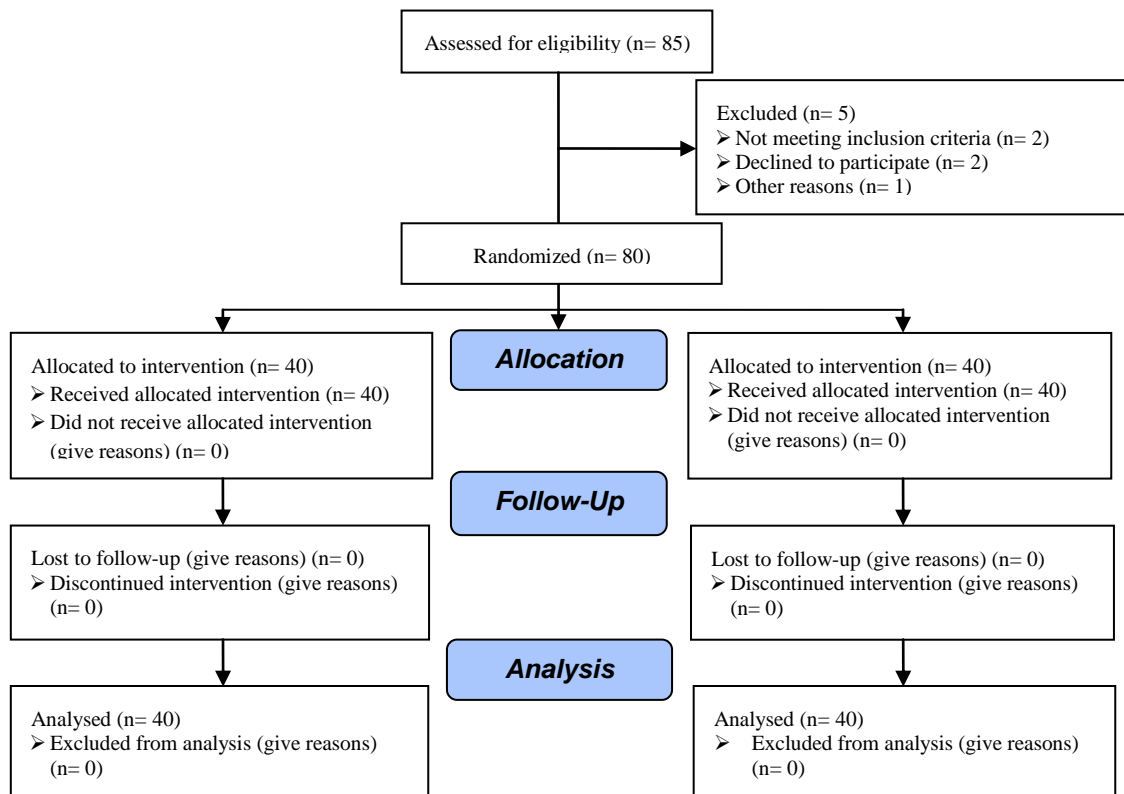 Assessed for eligibility (n= 85)
Excluded (n= 5)
➢ Not meeting inclusion criteria (n= 2)
➢ Declined to participate (n= 2)
➢ Other reasons (n= 1)
Randomized (n= 80)
Allocation
Allocated to intervention (n= 40)
➢ Received allocated intervention (n= 40)
➢ Did not receive allocated intervention
(give reasons) (n= 0)
Allocated to intervention (n= 40)
➢ Received allocated intervention (n= 40)
➢ Did not receive allocated intervention
(give reasons) (n= 0)
Follow-Up
Lost to follow-up (give reasons) (n= 0)
➢ Discontinued intervention (give reasons)
(n= 0)
Lost to follow-up (give reasons) (n= 0)
➢ Discontinued intervention (give reasons)
(n= 0)
Analysis
Analysed (n= 40)
➢ Excluded from analysis (give reasons)
(n= 0)
Analysed (n= 40)
➢ Excluded from analysis (give reasons)
(n= 0)